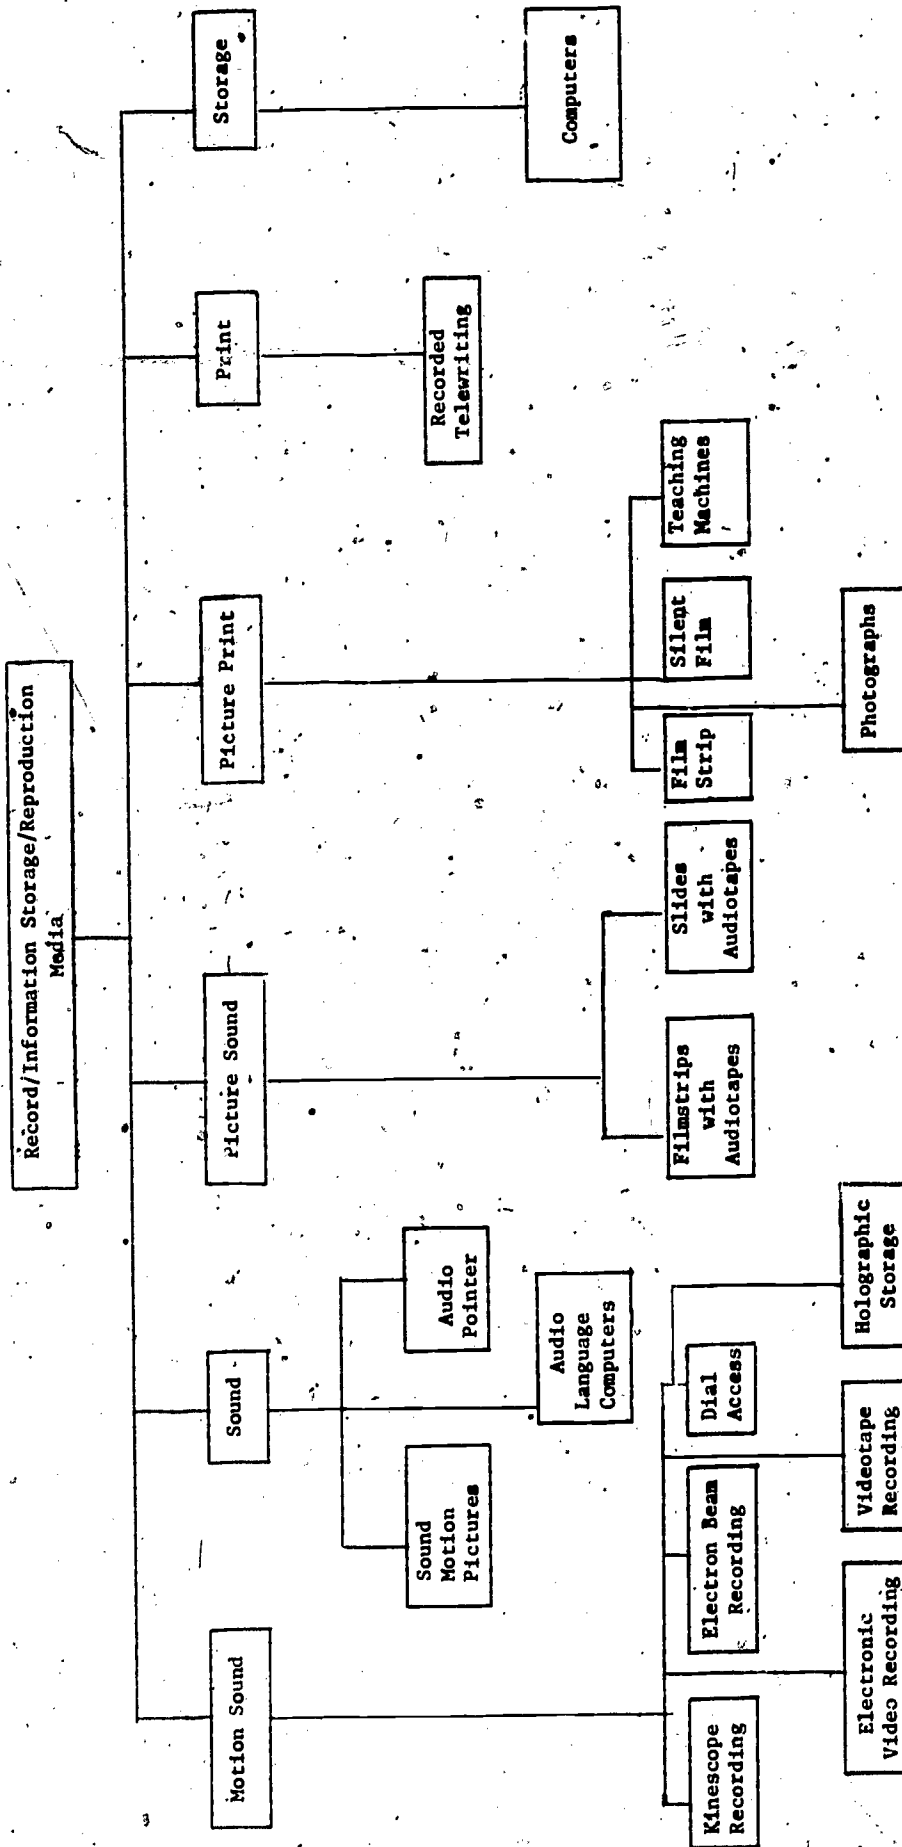 Record/Information Storage/Reproduction
Media
Motion Sound
Sound
Picture Sound
Picture Print
Print
Storage
Sound
Motion
Pictures
Audio
Pointer
Audio
Language
Computers
Recorded
Telewriting
Computers
Kinescope
Recording
Electron Beam
Recording
Dial
Access
Electronic
Video Recording
Videotape
Recording
Holographic
Storage
Filmstrips
with
Audiotapes
Slides
with
Audiotapes
Film
Strip
Silent
Film
Teaching
Machines
Photographs